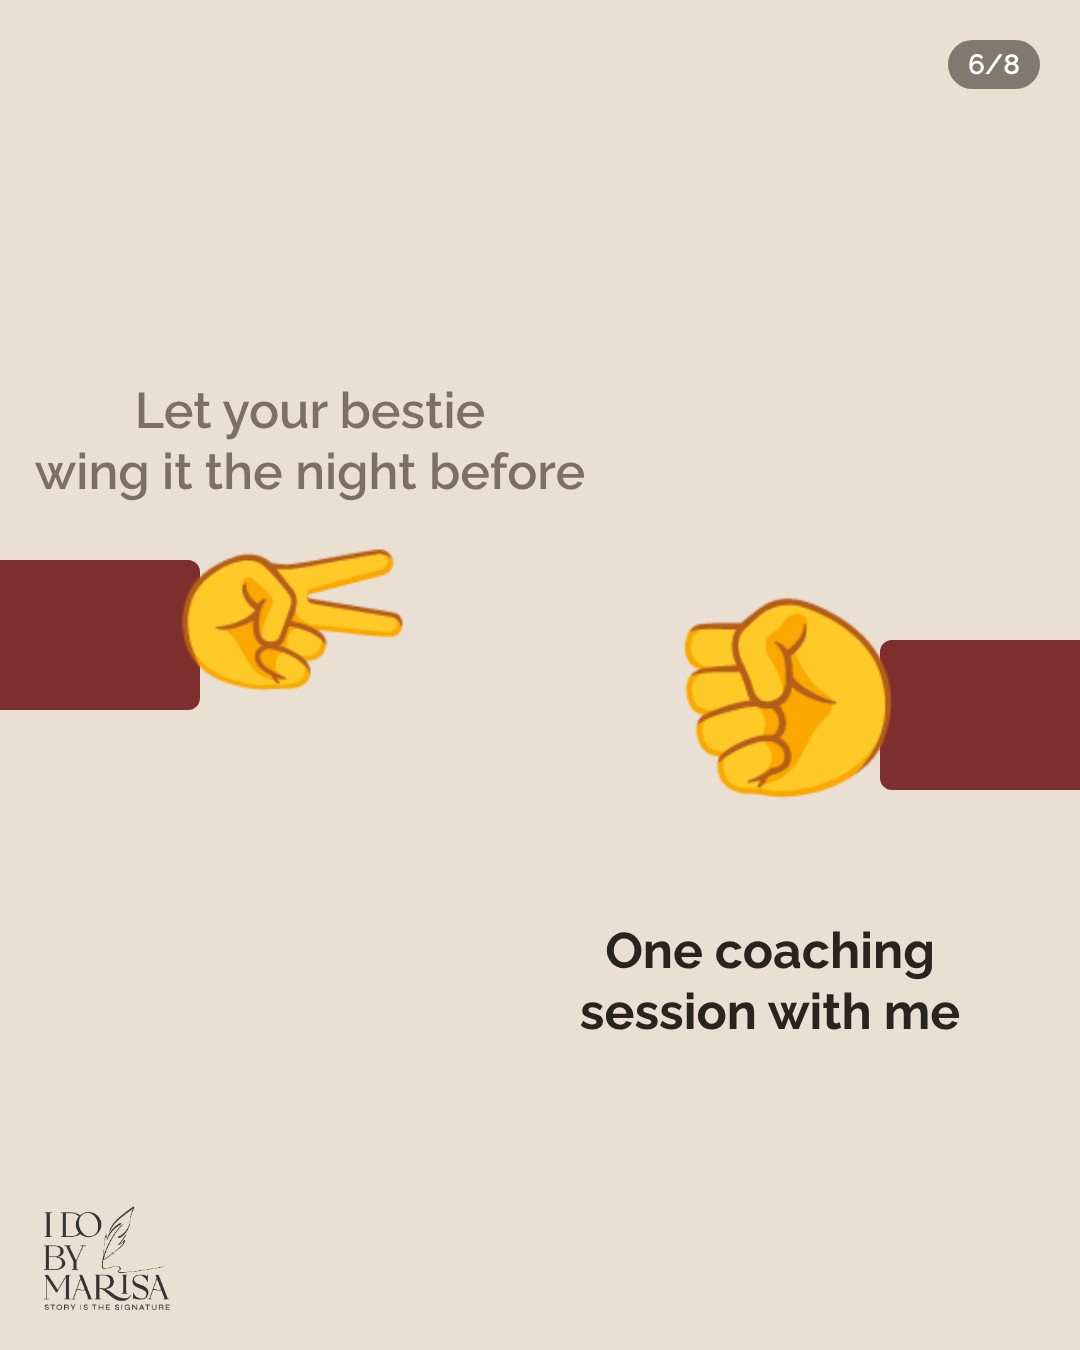 6/8
Let your bestie
wing it the night before
One coaching
session with me
I DO
BY
MARISA
STORY IS THE SIGNATURE